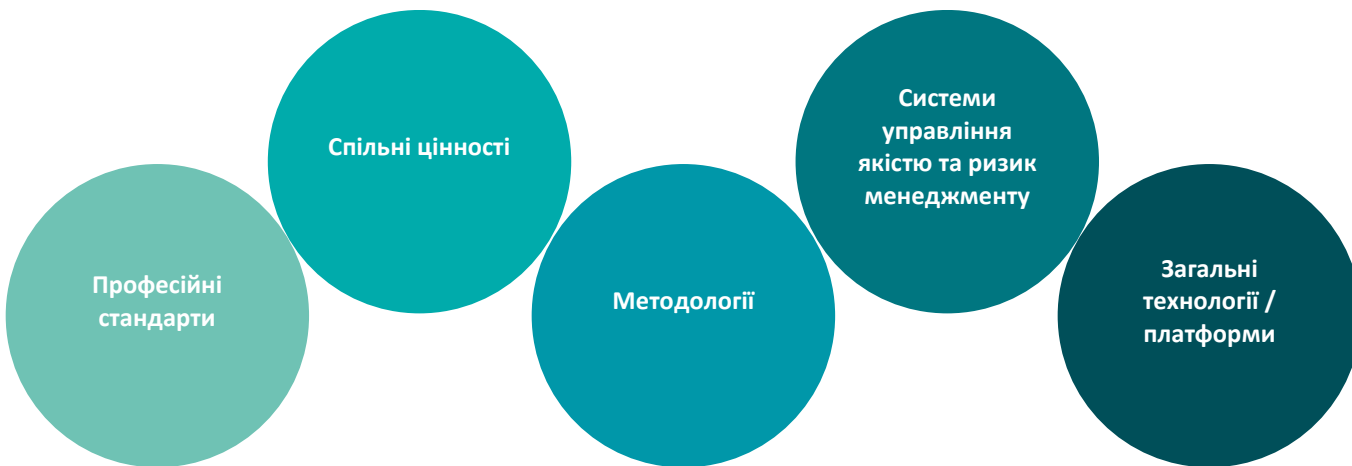 Професійні
стандарти
Спільні цінності
Методології
Системи
управління
якістю та ризик
менеджменту
Загальні
технології /
платформи